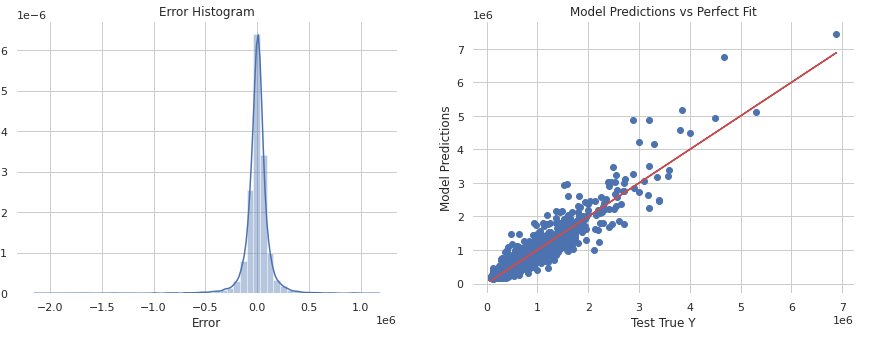 Error Histogram
1e−6
6
5
4
3
2
1
0
−2.0 −1.5 −1.0 −0.5 0.0 0.5 1.0
1e6
Error
Model Predictions vs Perfect Fit
1e6
7
6
5
4
3
2
1
0
Model Predictions
0 1 2 3 4 5 6 7
1e6
Test True Y